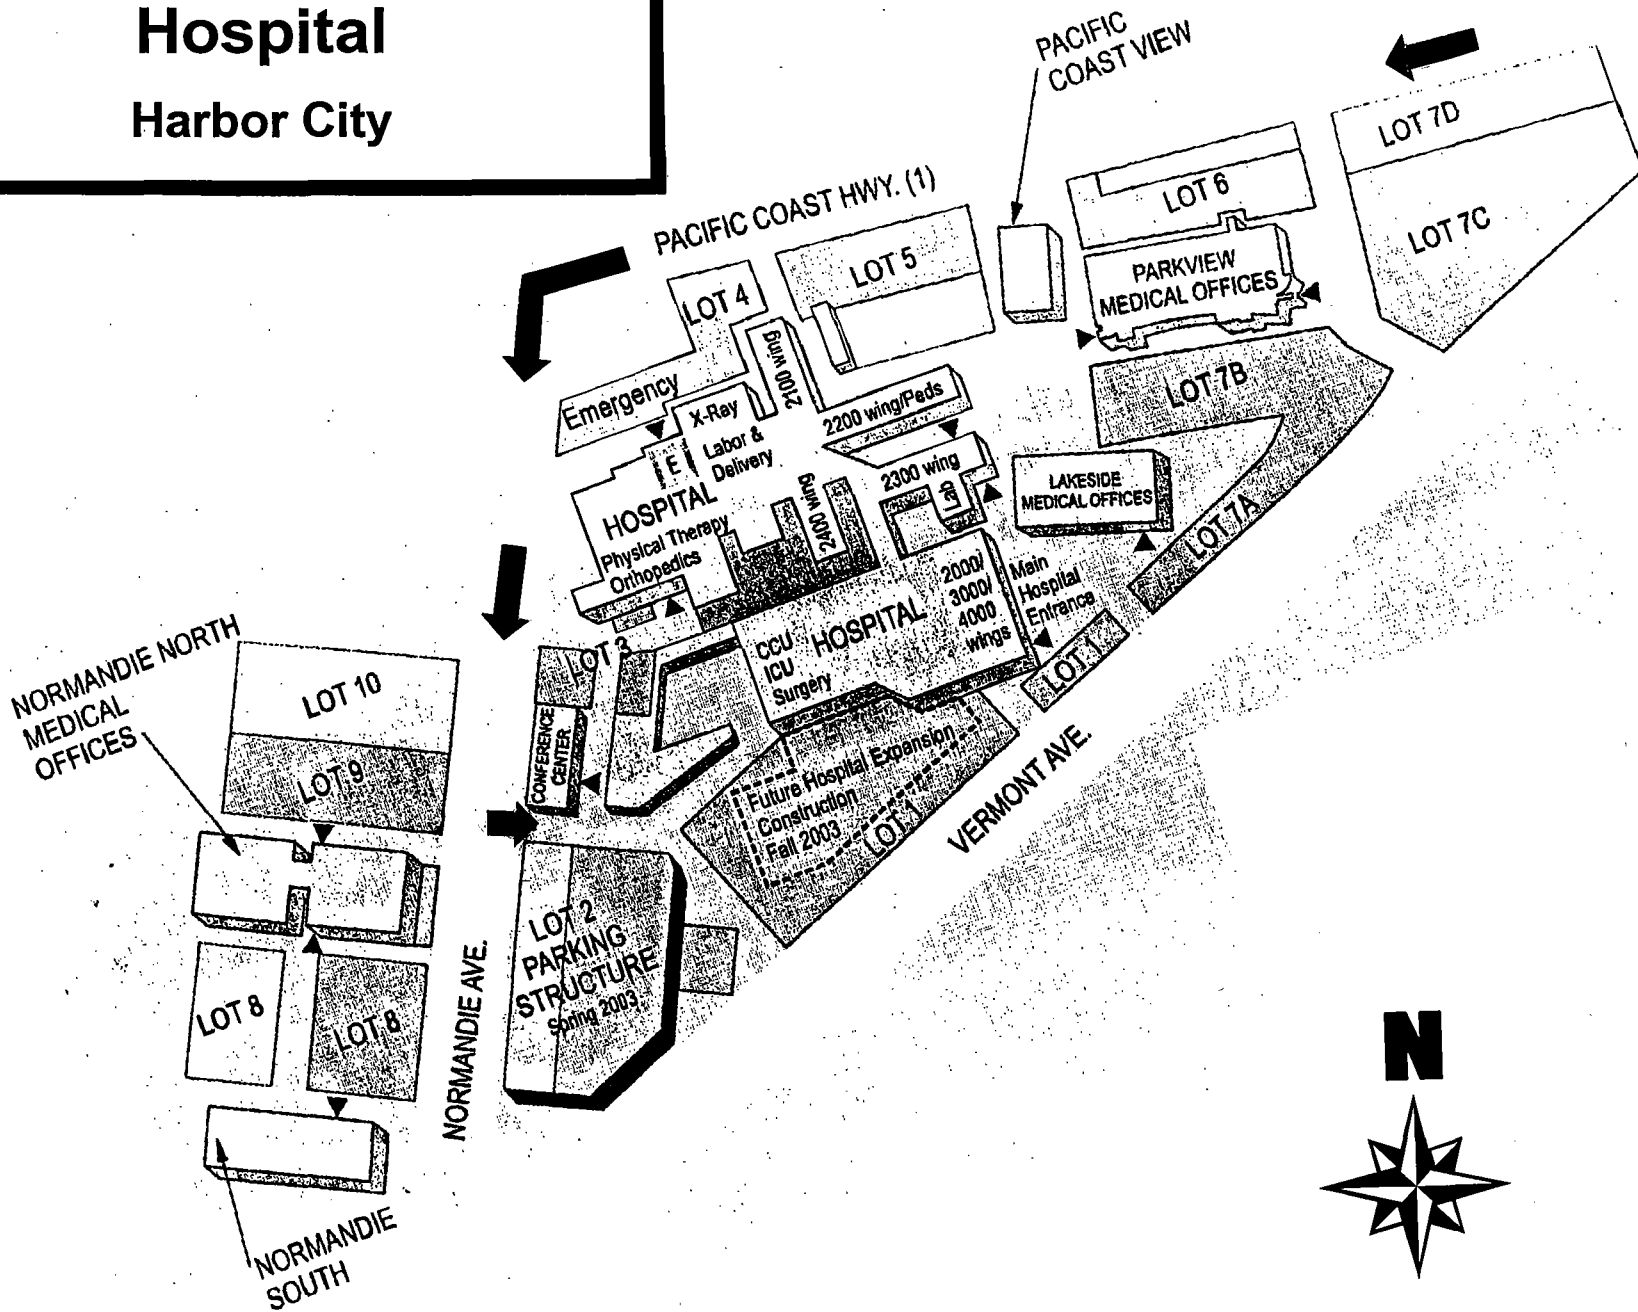 Hospital
Harbor City
PACIFIC
COAST VIEW
LOT 7D
LOT 7C
LOT 6
PACIFIC COAST HWY. (1)
LOT 5
LOT 4
PARKVIEW
MEDICAL OFFICES
2100 wing
Emergency
X-Ray
2200 wing/Peds
LOT 7B
Labor &
Delivery
E
2300 wing
Lab
LAKESIDE
MEDICAL OFFICES
HOSPITAL
Physical Therapy
Orthopedics
2400 wing
LOT 7A
2000/
3000/
4000
wings
Main
Hospital
Entrance
HOSPITAL
CCU
ICU
Surgery
LOT 1
LOT 3
NORMANDIE NORTH
MEDICAL
OFFICES
LOT 10
LOT 9
CONFERENCE
CENTER
Future Hospital Expansion
Construction
Fall 2003
LOT 1
VERMONT AVE.
LOT 2
PARKING
STRUCTURE
Spring 2003
NORMANDIE AVE.
LOT 8
LOT 8
NORMANDIE
SOUTH
N